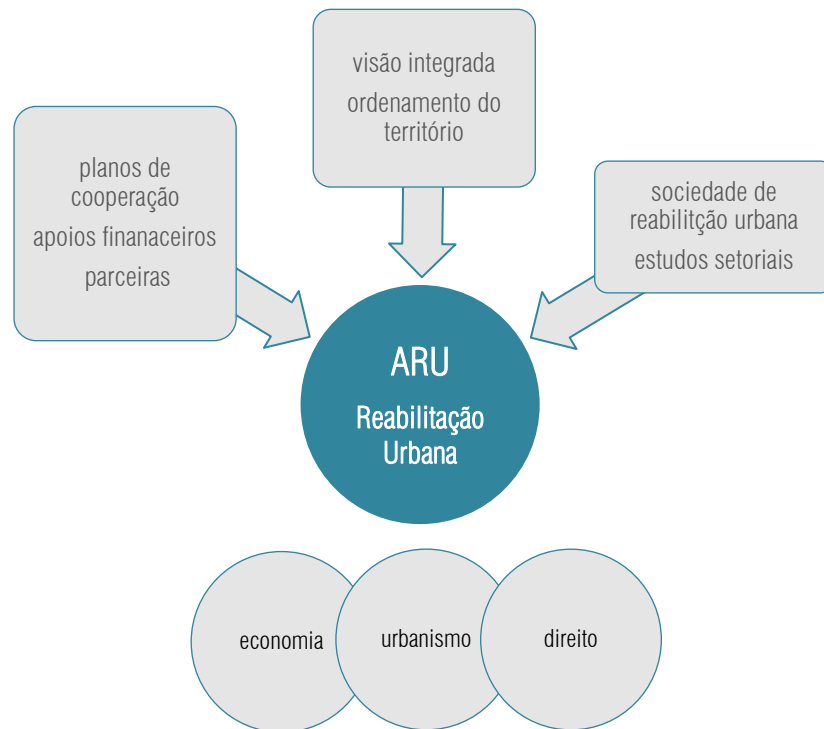 visão integrada
ordenamento do
território
planos de
cooperação
apoios finanaceiros
parceiras
sociedade de
reabilitção urbana
estudos setoriais
ARU
Reabilitação
Urbana
economia
urbanismo
direito